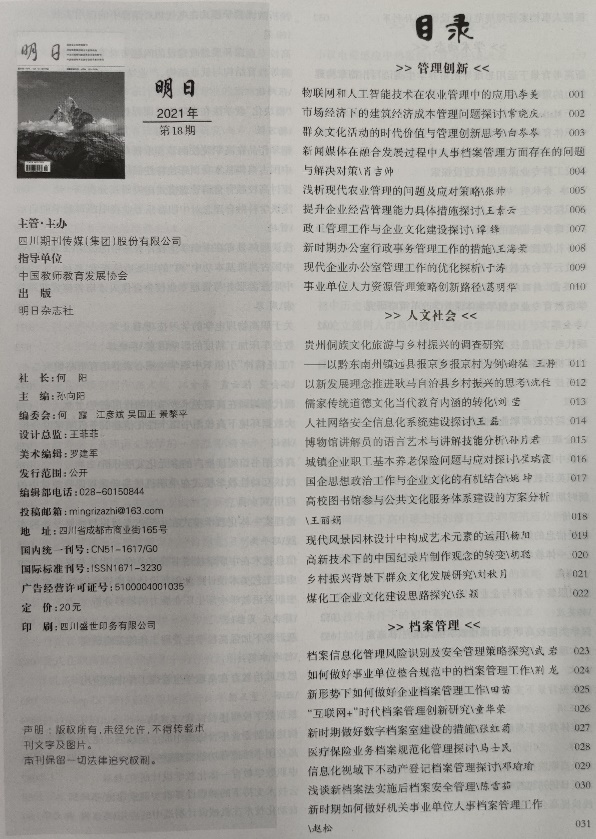 明日
明日
2021年
第18期
主管·主办
四川期刊传媒(集团)股份有限公司
指导单位
中国教师教育发展协会
出 版
明日杂志社
社 长:何 阳
主 编:孙向阳
编委会:何 露 江彦斌 吴国正 景黎平
设计总监:王菲菲
美术编辑:罗建军
发行范围:公开
编辑部电话:028-60150844
投稿邮箱:mingrizazhi@163.com
地 址:四川省成都市商业街165号
国内统一刊号:CN51-1617/G0
国际标准刊号:ISSN1671-3230
广告经营许可证号:5100004001035
定 价:20元
印 刷:四川盛世印务有限公司
声明:版权所有,未经允许,不得转载本
刊文字及图片。
本刊保留一切法律追究权利。
目录
>> 管理创新 <<
物联网和人工智能技术在农业管理中的应用\李美 001
市场经济下的建筑经济成本管理问题探讨\常晓庆 002
群众文化活动的时代价值与管理创新思考\白琴琴 003
新闻媒体在融合发展过程中人事档案管理方面存在的问题
与解决对策\肖吉帅 004
浅析现代农业管理的问题及应对策略\张帅 005
提升企业经营管理能力具体措施探讨\王素云 006
政工管理工作与企业文化建设探讨\谭锋 007
新时期办公室行政事务管理工作的措施\王海荣 008
现代企业办公室管理工作的优化探析\于涛 009
事业单位人力资源管理策略创新路径\葛明华 010
>> 人文社会 <<
贵州侗族文化旅游与乡村振兴的调查研究
——以黔东南州镇远县报京乡报京村为例\谢猛 王静 011
以新发展理念推进耿马自治县乡村振兴的思考\沈位 012
儒家传统道德文化当代教育内涵的转化\刘莹 013
人社网络安全信息化系统建设探讨\王磊 014
博物馆讲解员的语言艺术与讲解技能分析\孙月君 015
城镇企业职工基本养老保险问题与应对探讨\崔瑞霞 016
国企思想政治工作与企业文化的有机结合\姚坤 017
高校图书馆参与公共文化服务体系建设的方案分析
\王丽娟 018
现代风景园林设计中构成艺术元素的运用\杨旭 019
高新技术下的中国纪录片制作观念的转变\胡聪 020
乡村振兴背景下群众文化发展研究\刘秋月 021
煤化工企业文化建设思路探究\张颖 022
>> 档案管理 <<
档案信息化管理风险识别及安全管理策略探究\武岩 023
如何做好事业单位整合规范中的档案管理工作\荆龙 024
新形势下如何做好企业档案管理工作\田苗 025
“互联网+”时代档案管理创新研究\童华荣 026
新时期做好数字档案室建设的措施\张红菊 027
医疗保险业务档案规范化管理探讨\马士民 028
信息化视域下不动产登记档案管理探讨\邓瑜瑜 029
浅谈新档案法实施后档案安全管理\陈雪茹 030
新时期如何做好机关事业单位人事档案管理工作
\赵松 031